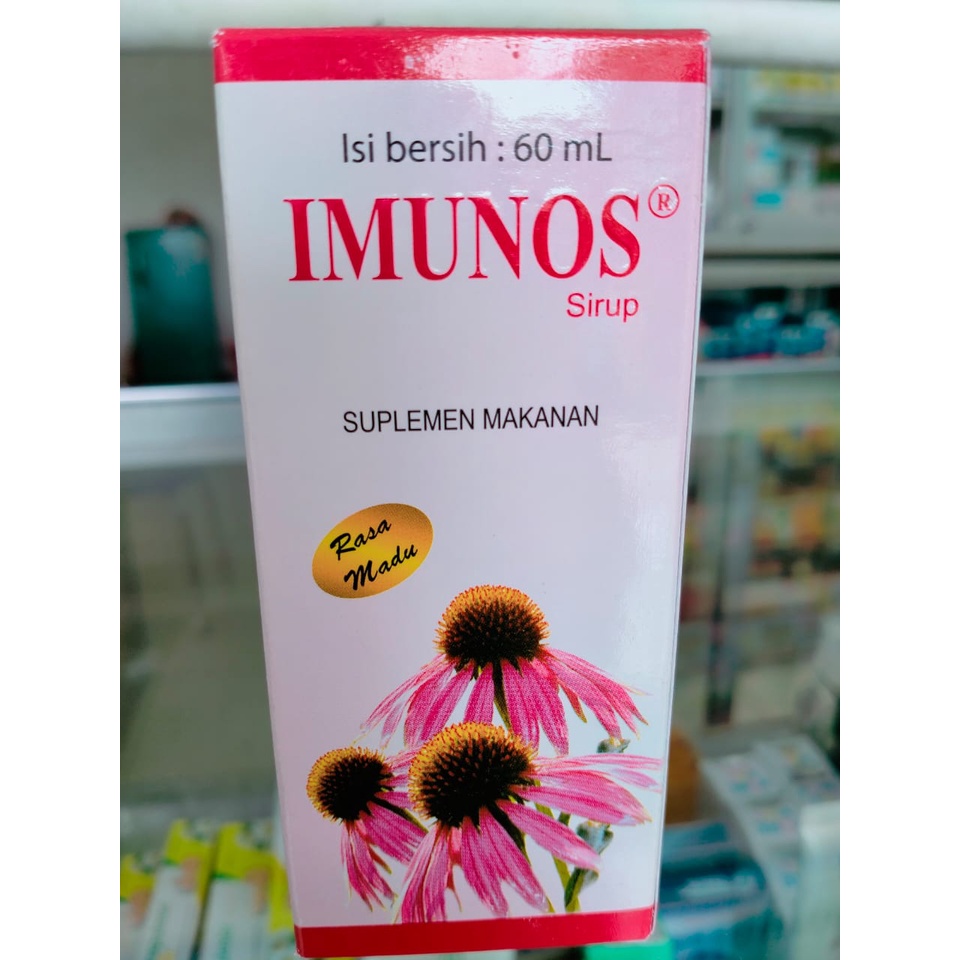 Isi bersih : 60 mL
IMUNOS®
Sirup
SUPLEMEN MAKANAN
Rasa
Madu